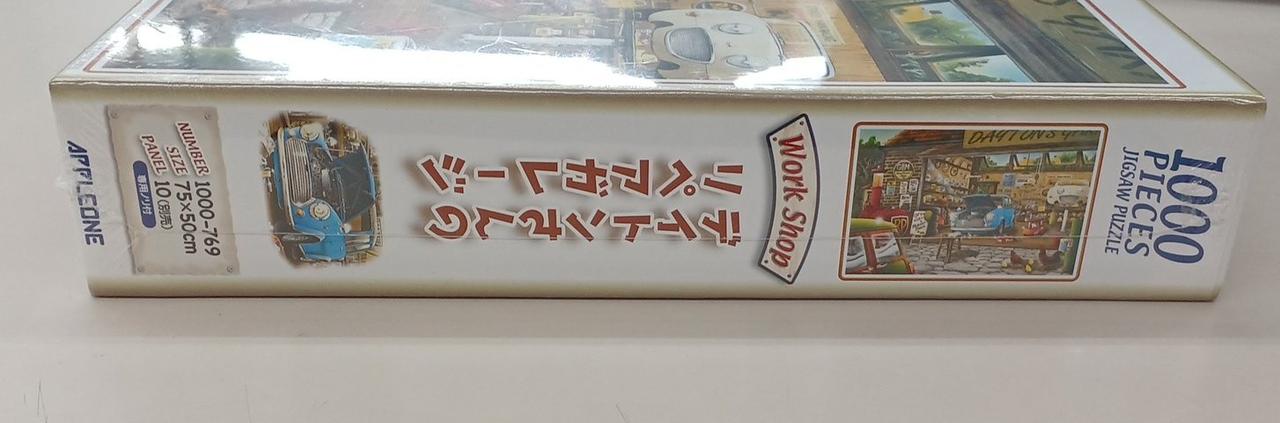 1000
PIECES
JIGSAW PUZZLE
DAYTON'S
Work Shop
デイトンさんの
リペアガレージ
NUMBER 1000-769
SIZE 75×50cm
PANEL 10(別売)
専用ノリ付
APPLEONE